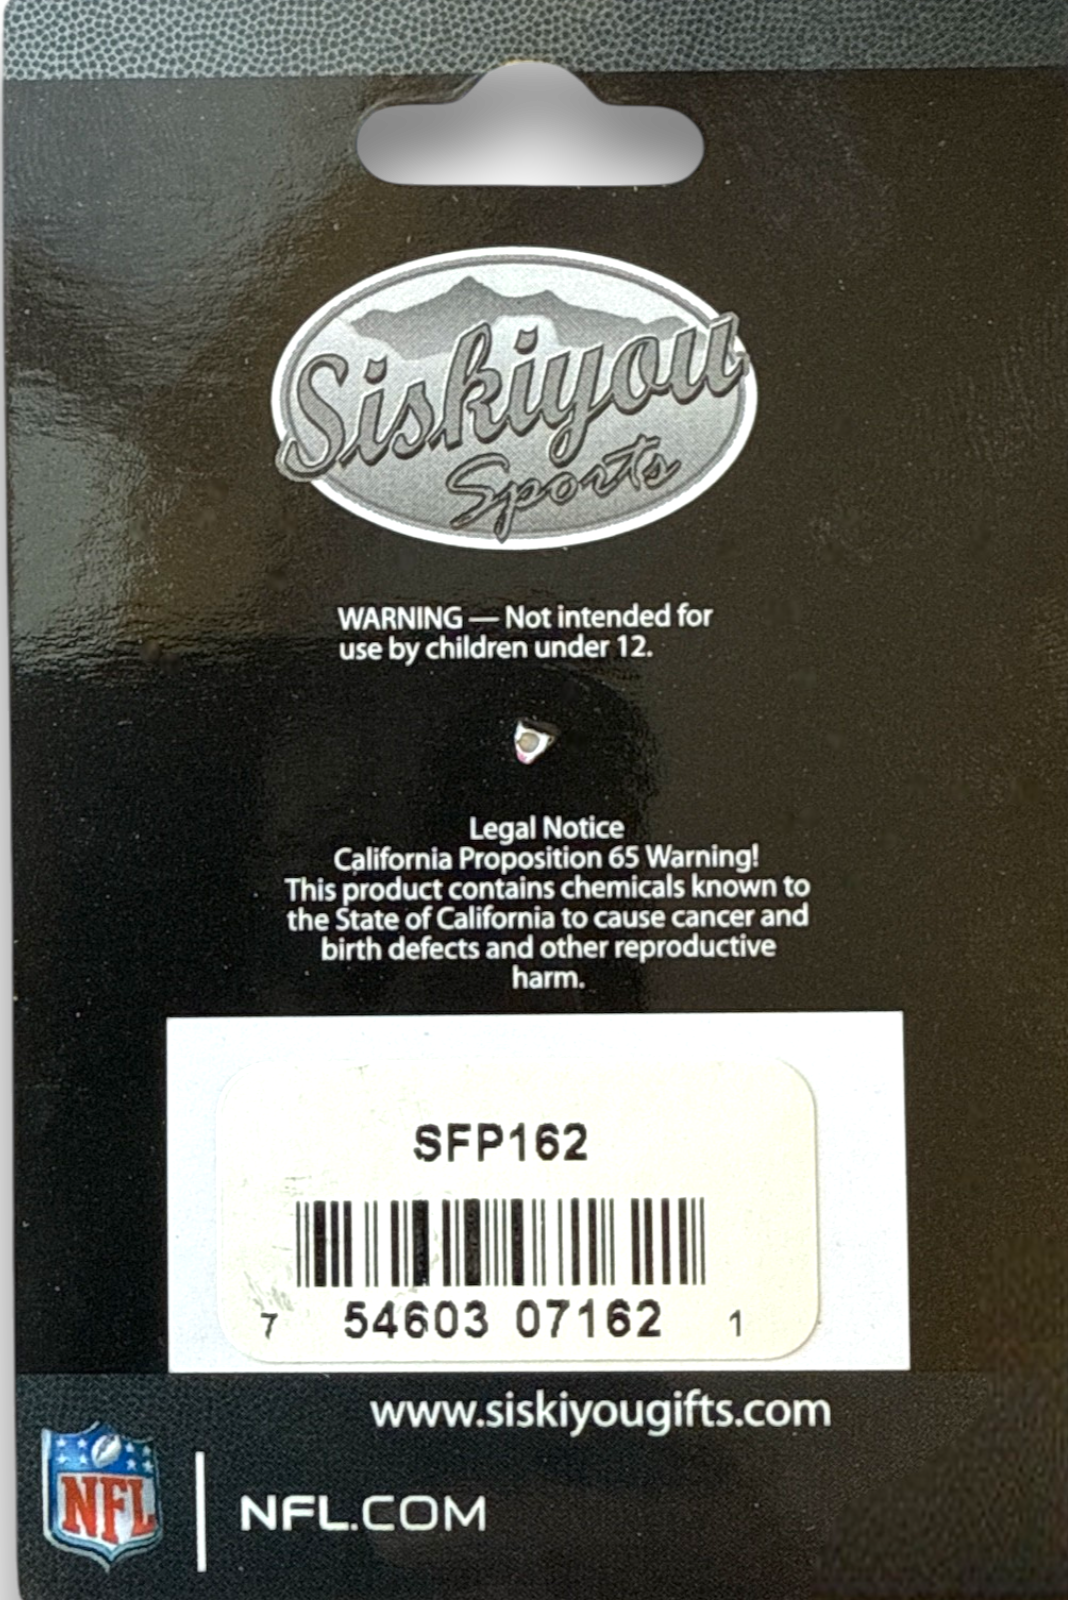 Siskiyou
Sports
WARNING — Not intended for
use by children under 12.
Legal Notice
California Proposition 65 Warning!
This product contains chemicals known to
the State of California to cause cancer and
birth defects and other reproductive
harm.
SFP162
7 54603 07162 1
www.siskiyougifts.com
NFL
NFL.COM